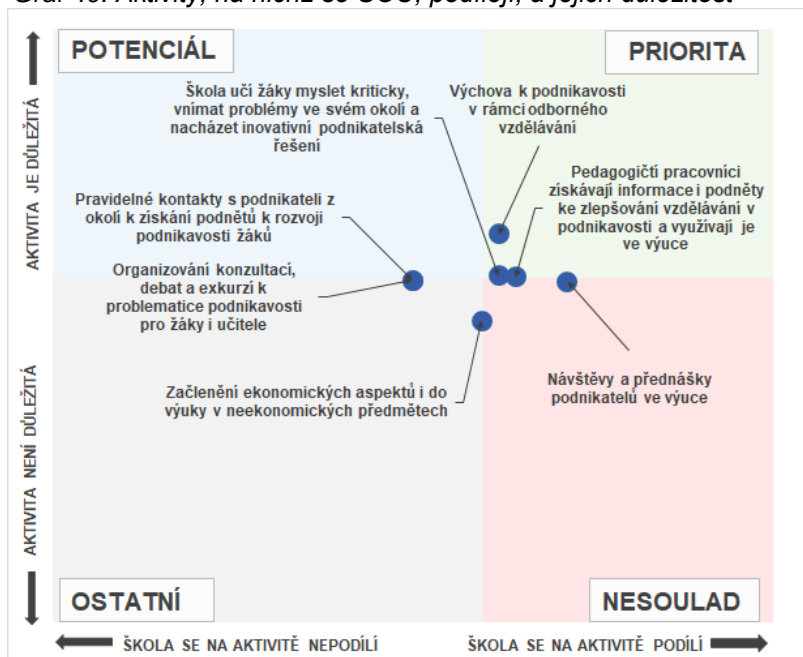 Graf Aktivity, na nichž se podílejí, a jejich důležitost
POTENCIÁL
PRIORITA
Škola učí žáky myslet kriticky,
vnímat problémy ve svém okolí a
nacházet inovativní podnikatelská
řešení
Výchova k podnikavosti
v rámci odborného
vzdělávání
Pedagogičtí pracovníci
získávají informace i podněty
ke zlepšování vzdělávání v
podnikavosti a využívají je
ve výuce
Pravidelné kontakty s podnikateli z
okolí k získání podnětů k rozvoji
podnikavosti žáků
Organizování konzultací,
debat a exkurzí k
problematice podnikavosti
pro žáky i učitele
Začlenění ekonomických aspektů i do
výuky v neekonomických předmětech
Návštěvy a přednášky
podnikatelů ve výuce
AKTIVITA JE DŮLEŽITÁ
AKTIVITA NENÍ DŮLEŽITÁ
OSTATNÍ
NESOULAD
ŠKOLA SE NA AKTIVITĚ NEPODÍLÍ
ŠKOLA SE NA AKTIVITĚ PODÍLÍ